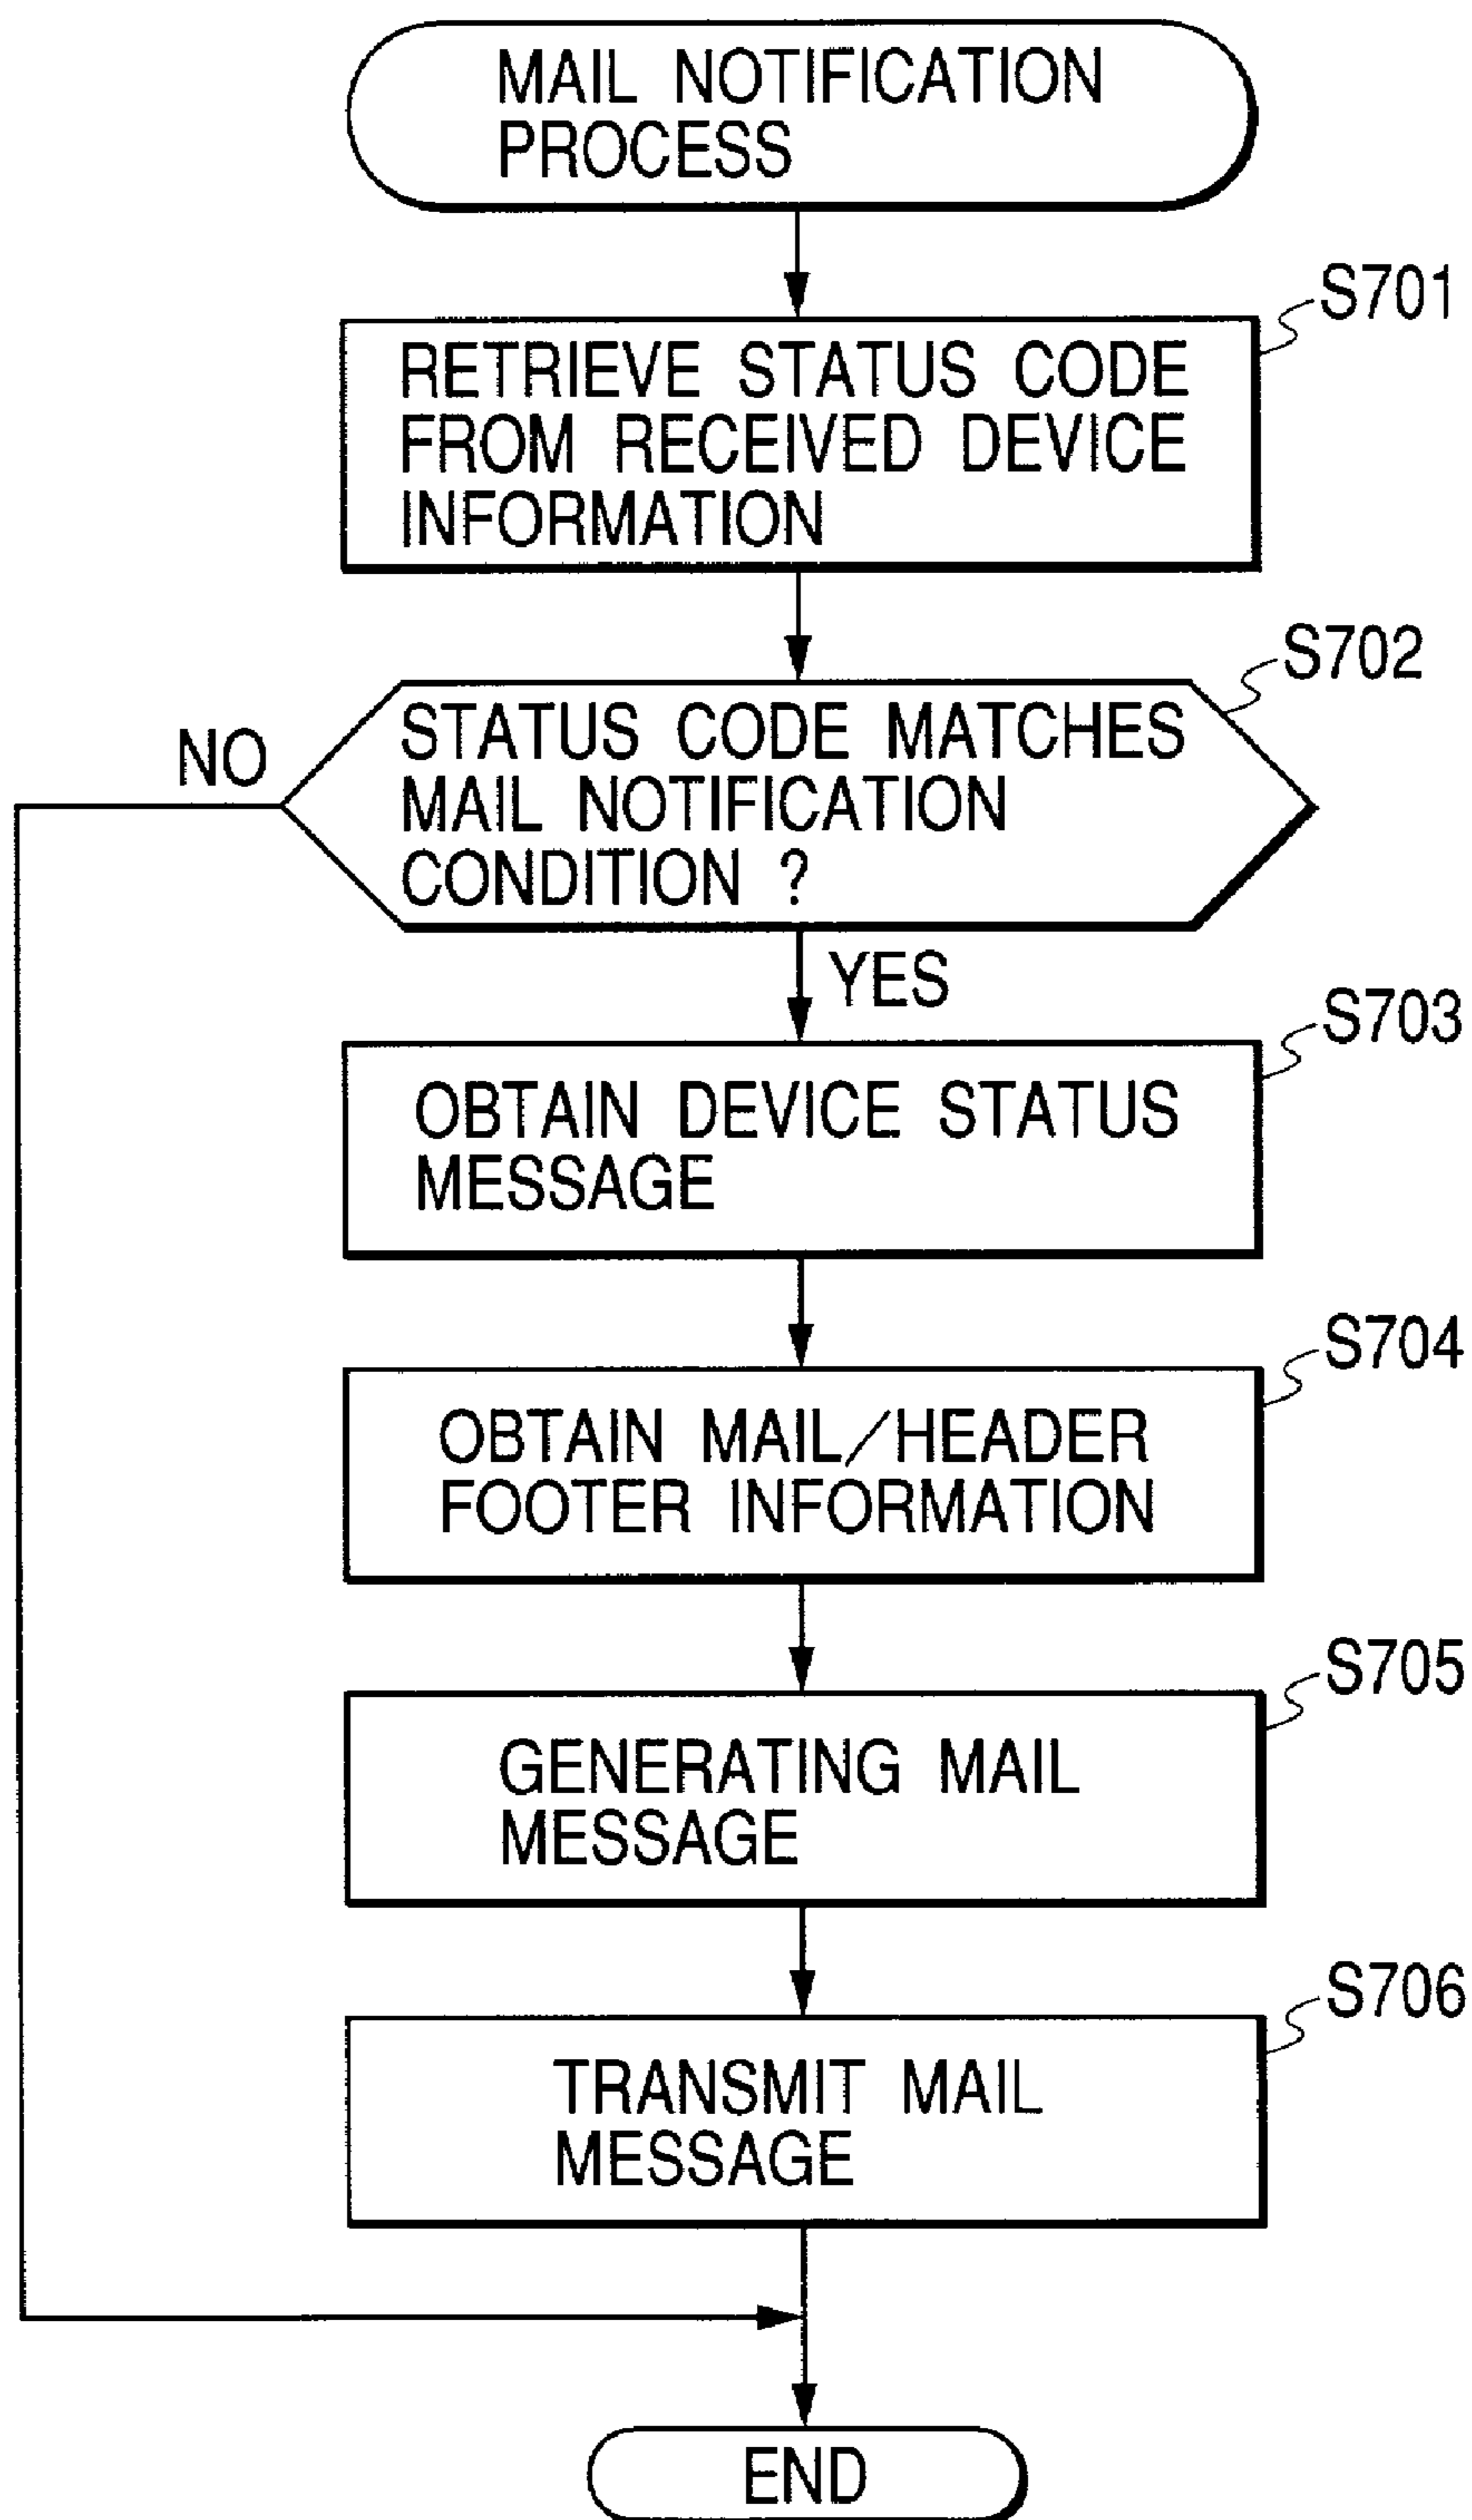 MAIL NOTIFICATION
PROCESS
S701
RETRIEVE STATUS CODE
FROM RECEIVED DEVICE
INFORMATION
S702
NO
STATUS CODE MATCHES
MAIL NOTIFICATION
CONDITION ?
YES
S703
OBTAIN DEVICE STATUS
MESSAGE
S704
OBTAIN MAIL/HEADER
FOOTER INFORMATION
S705
GENERATING MAIL
MESSAGE
S706
TRANSMIT MAIL
MESSAGE
END